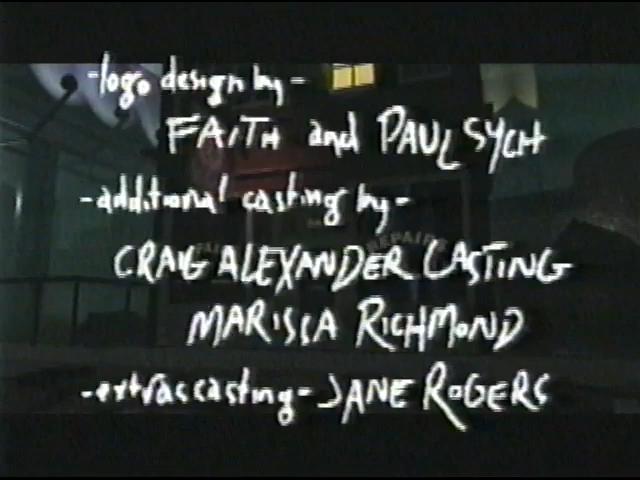 -logo design by-
FAITH and PAUL SYCH
-additional casting by-
REPAIRS
CRAIG ALEXANDER CASTING
MARISSA RICHMOND
-extras casting- JANE ROGERS